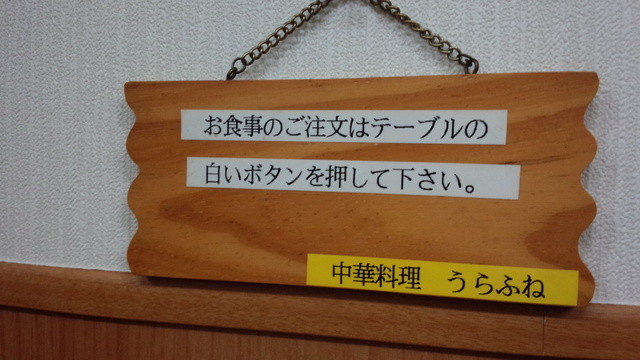 お食事のご注文はテーブルの
白いボタンを押して下さい。
中華料理　うらふね